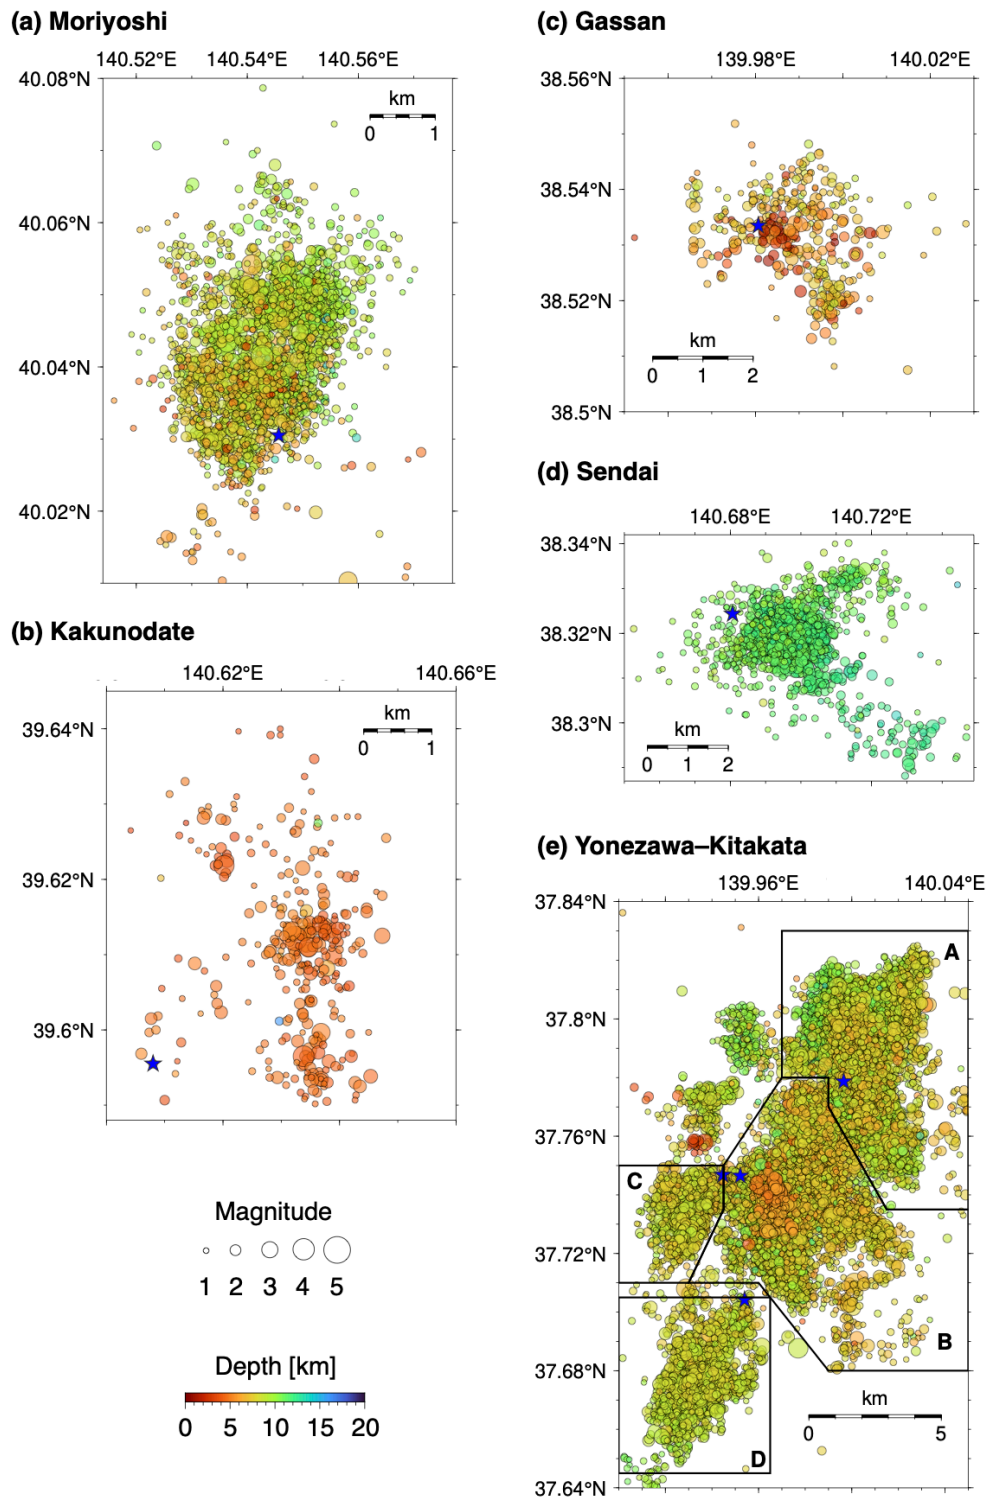 (a) Moriyoshi
140.52°E 140.54°E 140.56°E
40.08°N
km
0 1
40.06°N
40.04°N
40.02°N
(b) Kakunodate
140.62°E 140.66°E
39.64°N
km
0 1
39.62°N
39.6°N
Magnitude
1 2 3 4 5
Depth [km]
0 5 10 15 20
(c) Gassan
139.98°E 140.02°E
38.56°N
38.54°N
38.52°N
km
0 1 2
38.5°N
(d) Sendai
140.68°E 140.72°E
38.34°N
38.32°N
38.3°N
km
0 1 2
(e) Yonezawa–Kitakata
139.96°E 140.04°E
37.84°N
A
37.8°N
37.76°N
C
37.72°N
B
37.68°N
km
0 5
D
37.64°N